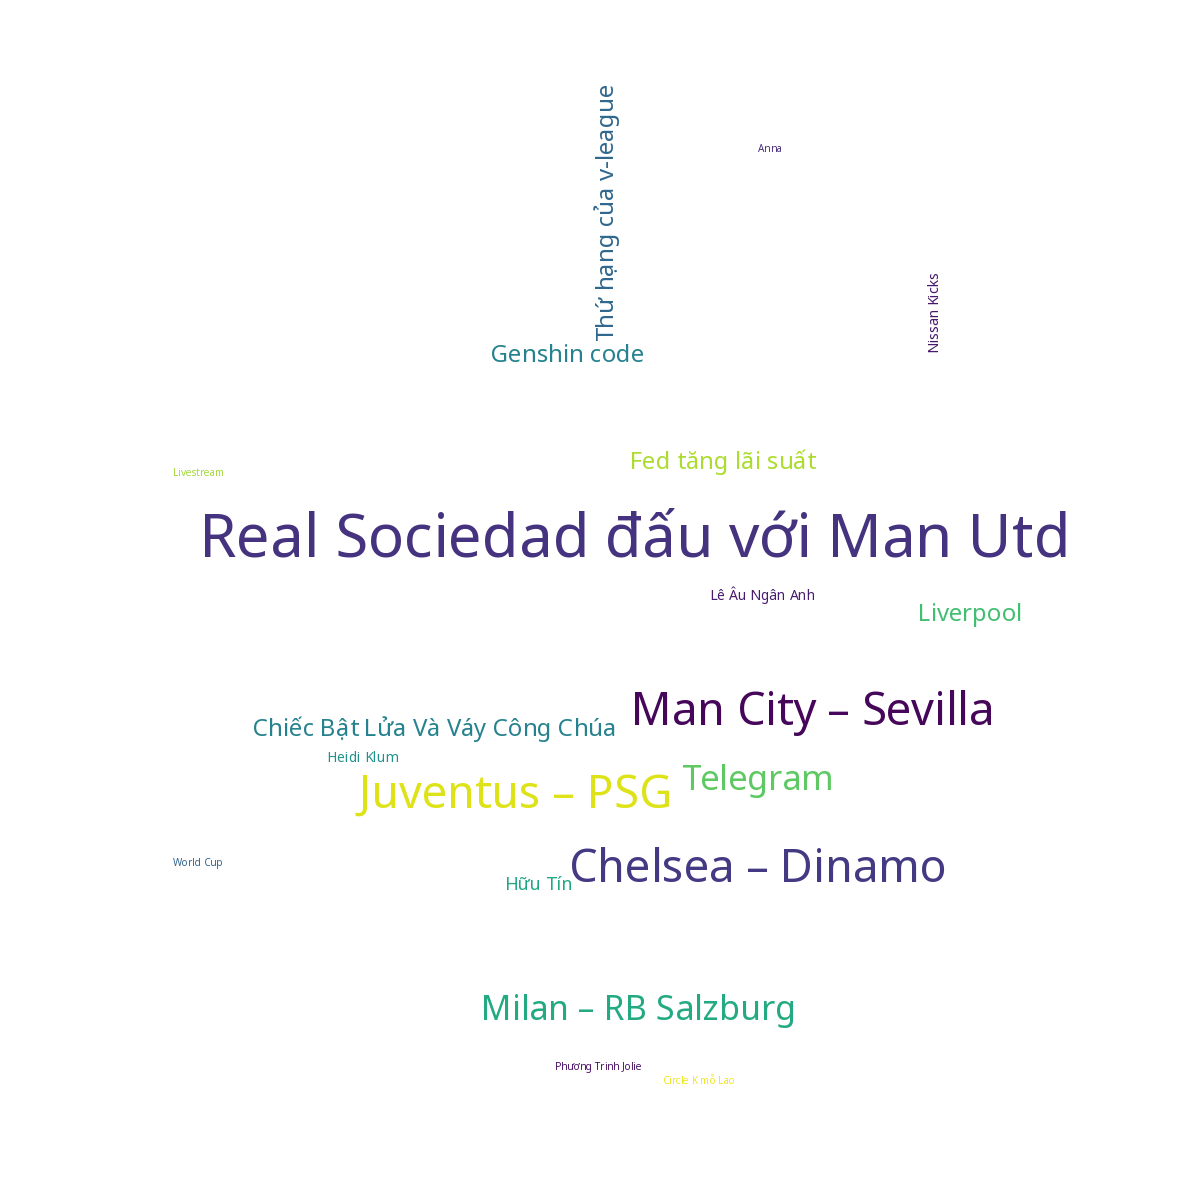 Thứ hạng của v-league
Anna
Nissan Kicks
Genshin code
Fed tăng lãi suất
Livestream
Real Sociedad đấu với Man Utd
Lê Âu Ngân Anh
Liverpool
Man City – Sevilla
Chiếc Bật Lửa Và Váy Công Chúa
Heidi Klum
Telegram
Juventus – PSG
World Cup
Chelsea – Dinamo
Hữu Tín
Milan – RB Salzburg
Phương Trinh Jolie
Circle K mỗ Lao